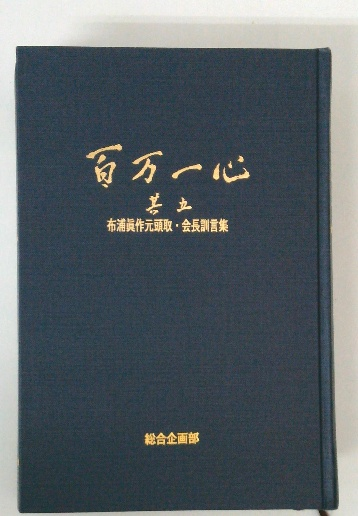 百万一心
其五
布浦眞作元頭取・会長訓言集
総合企画部